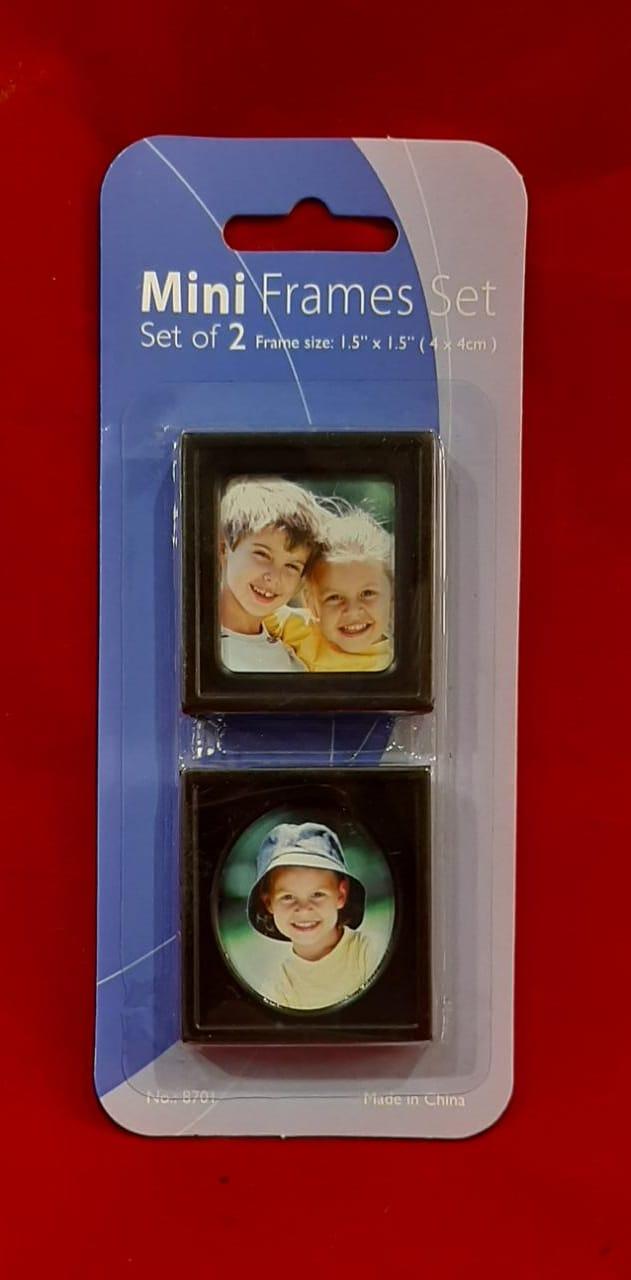 Mini Frames Set
Set of 2 Frame size: 1.5" x 1.5" ( 4 x 4cm )
No.: 8701 Made in China